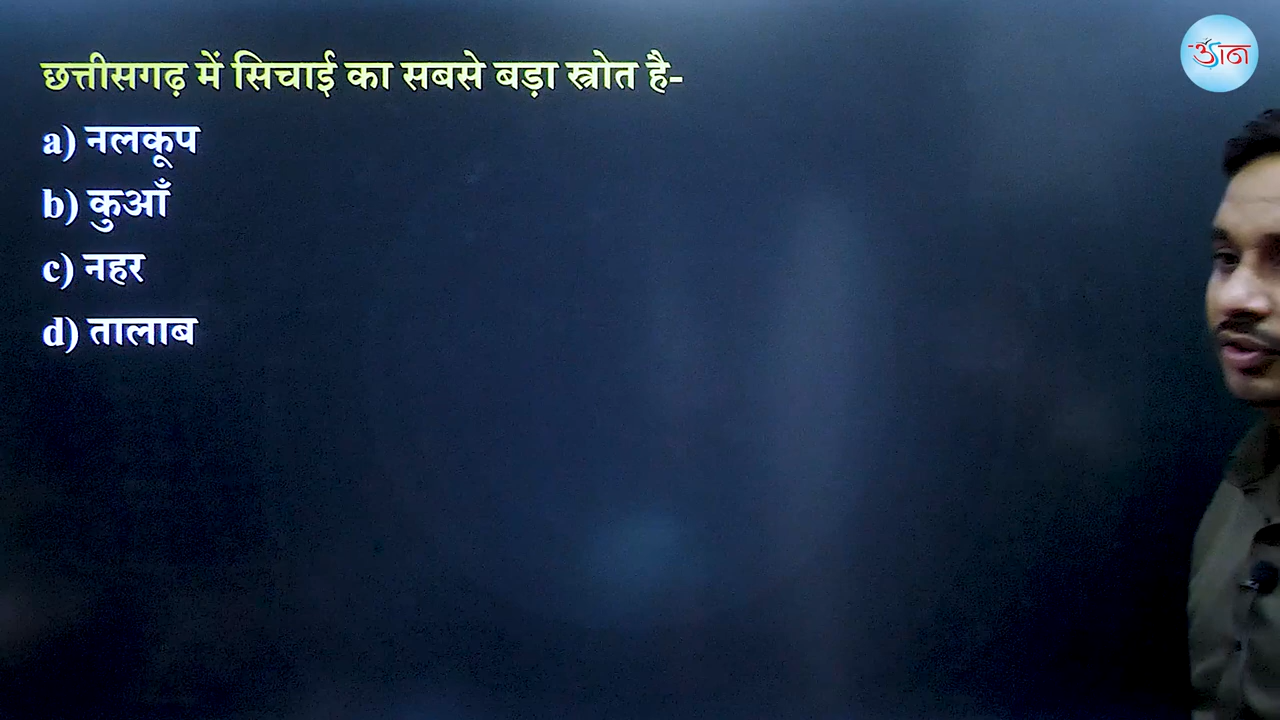 छत्तीसगढ़ में सिचाई का सबसे बड़ा स्त्रोत है-
a) नलकूप
b) कुआँ
c) नहर
d) तालाब